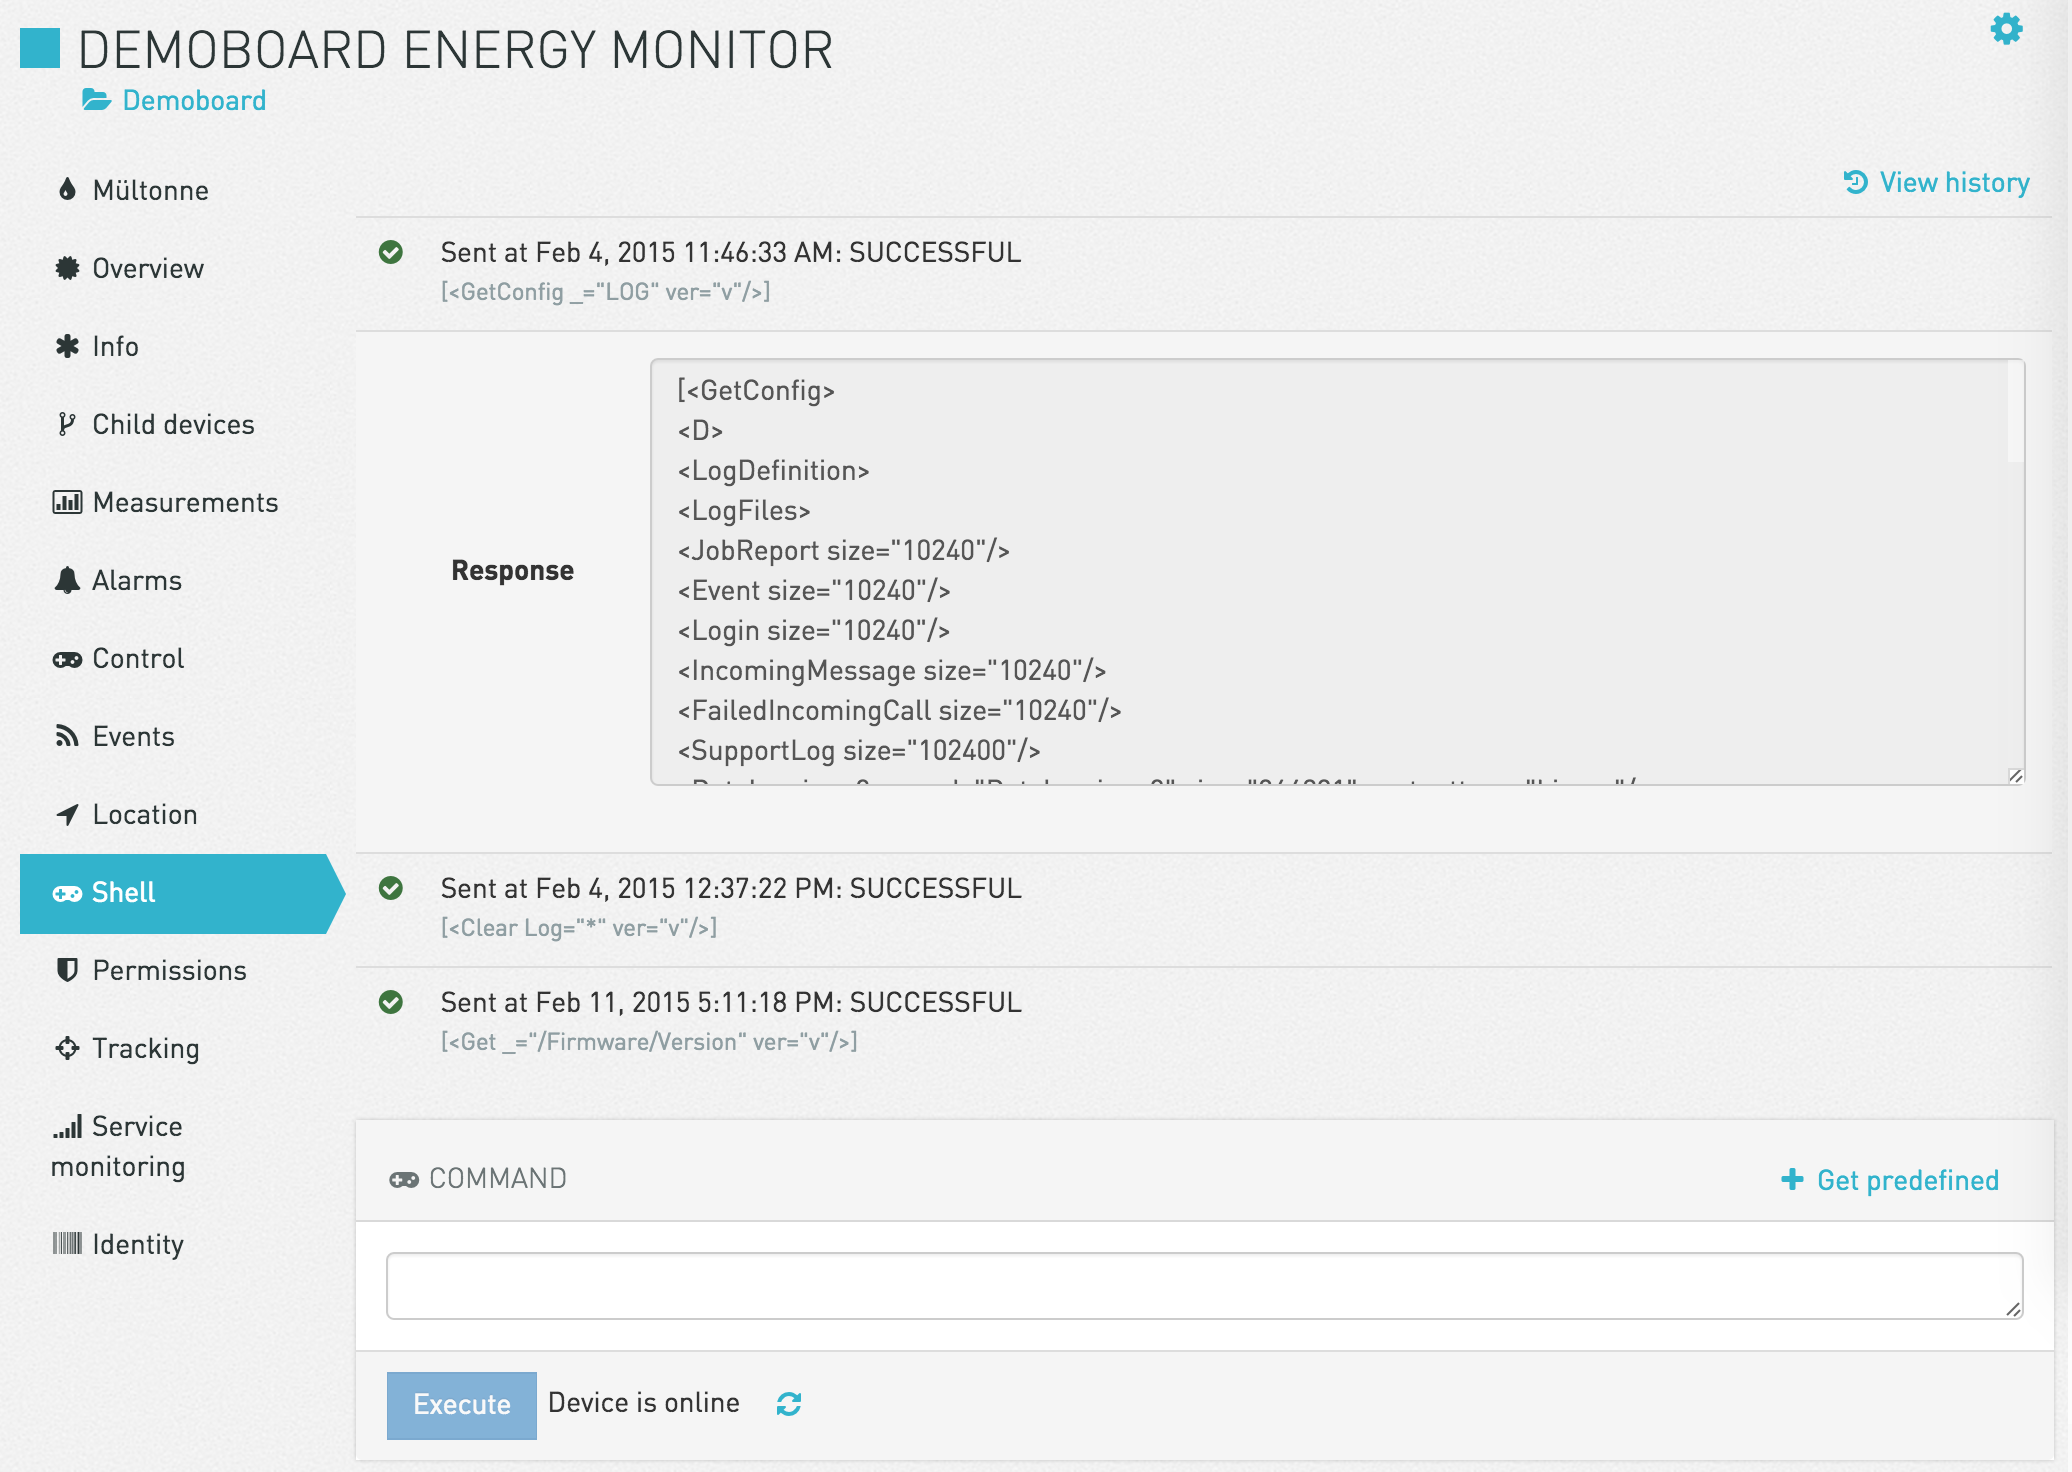 DEMOBOARD ENERGY MONITOR
Demoboard
Mültonne
Overview
Info
Child devices
Measurements
Alarms
Control
Events
Location
Shell
Permissions
Tracking
Service
monitoring
Identity
View history
Sent at Feb 4, 2015 11:46:33 AM: SUCCESSFUL
[<GetConfig _="LOG" ver="v"/>]
Response
[<GetConfig>
<D>
<LogDefinition>
<LogFiles>
<JobReport size="10240"/>
<Event size="10240"/>
<Login size="10240"/>
<IncomingMessage size="10240"/>
<FailedIncomingCall size="10240"/>
<SupportLog size="102400"/>
Sent at Feb 4, 2015 12:37:22 PM: SUCCESSFUL
[<Clear Log="*" ver="v"/>]
Sent at Feb 11, 2015 5:11:18 PM: SUCCESSFUL
[<Get _="/Firmware/Version" ver="v"/>]
COMMAND
Get predefined
Execute
Device is online